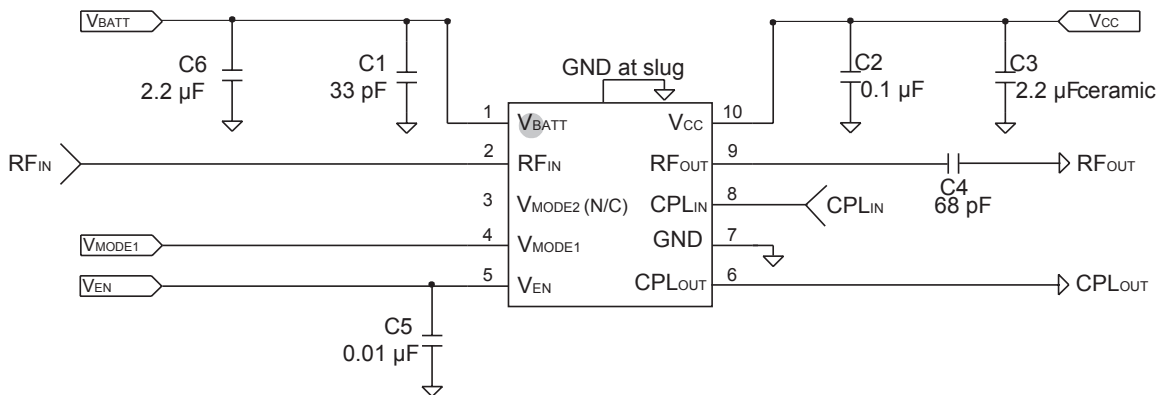 VBATT
VCC
C6
2.2 µF
C1
33 pF
GND at slug
C2
0.1 µF
C3
2.2 µFceramic
1
VBATT
VCC
10
RFIN
2
RFIN
RFOUT
9
C4
68 pF
RFOUT
3
VMODE2 (N/C)
CPLIN
8
CPLIN
VMODE1
4
VMODE1
GND
7
VEN
5
VEN
CPLOUT
6
CPLOUT
C5
0.01 µF